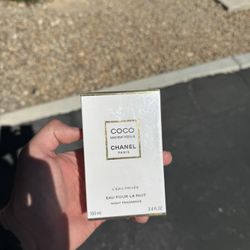 COCO
MADEMOISELLE
CHANEL
PARIS
L'EAU PRIVÉE
EAU POUR LA NUIT
NIGHT FRAGRANCE
100 ml
3.4 fl. oz